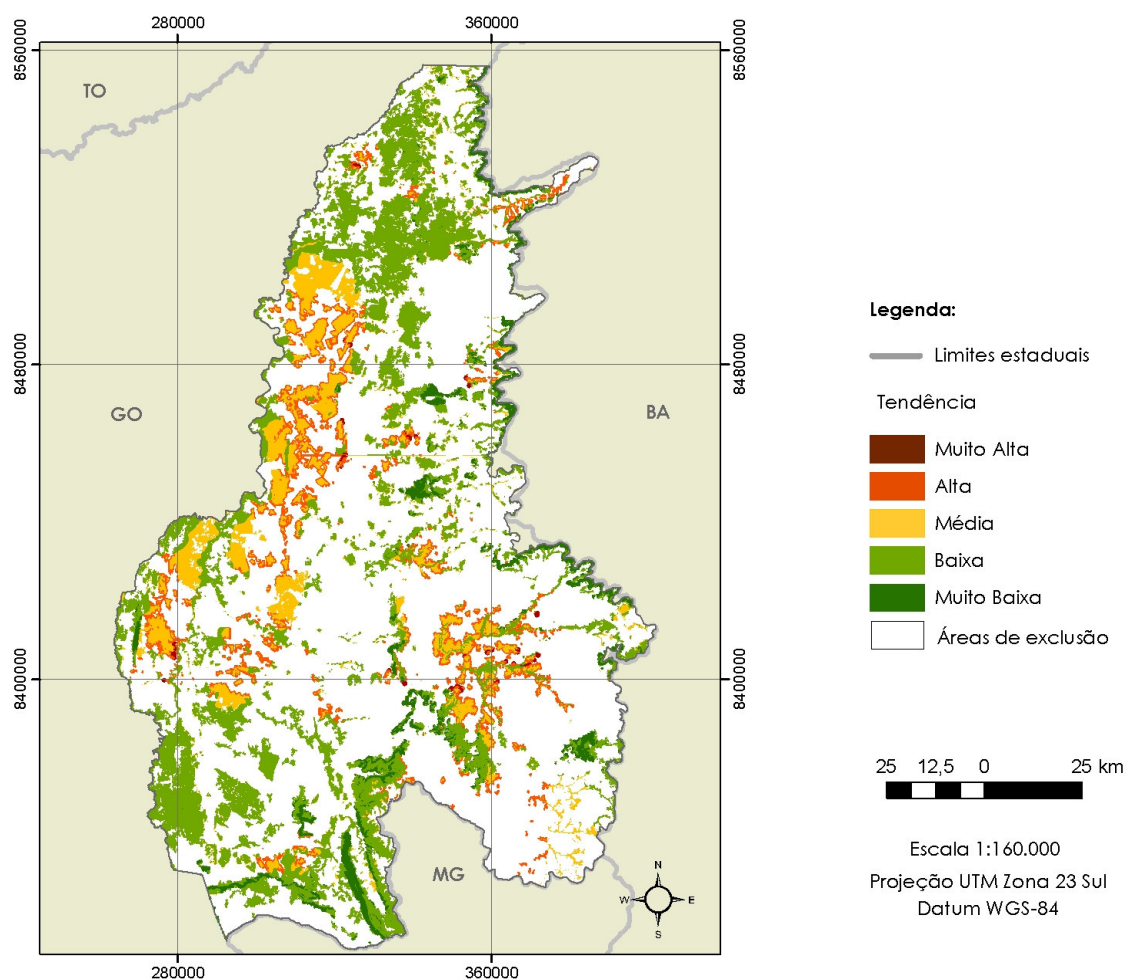 280000
360000
8560000
8560000
TO
8480000
8480000
GO
BA
8400000
8400000
MG
N
W
E
S
280000
360000
Legenda:
Limites estaduais
Tendência
Muito Alta
Alta
Média
Baixa
Muito Baixa
Áreas de exclusão
25 12,5 0 25 km
Escala 1:160.000
Projeção UTM Zona 23 Sul
Datum WGS-84